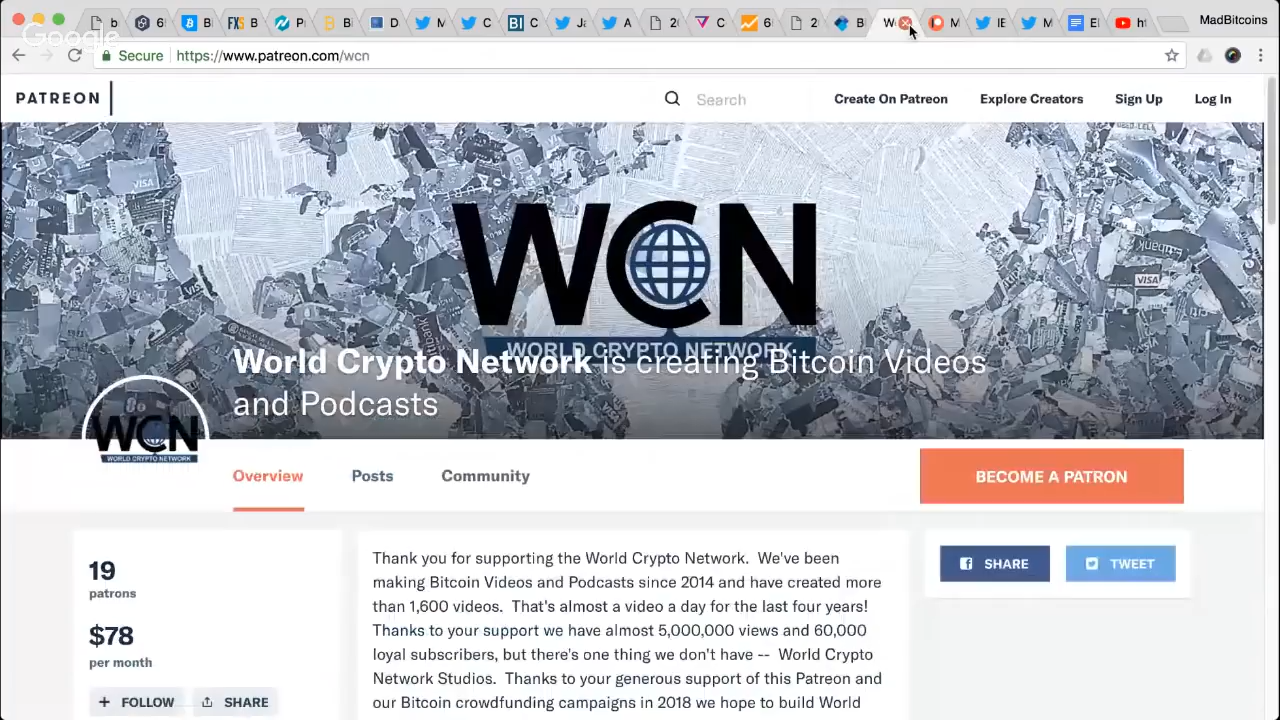 MadBitcoins
Google
Secure https://www.patreon.com/wcn
PATREON
Search
Create On Patreon
Explore Creators
Sign Up
Log In
VISA
VISA
WCN
WORLD CRYPTO NETWORK
World Crypto Network is creating Bitcoin Videos
and Podcasts
WCN
WORLD CRYPTO NETWORK
Overview
Posts
Community
BECOME A PATRON
19
patrons
$78
per month
+ FOLLOW
SHARE
Thank you for supporting the World Crypto Network. We've been
making Bitcoin Videos and Podcasts since 2014 and have created more
than 1,600 videos. That's almost a video a day for the last four years!
Thanks to your support we have almost 5,000,000 views and 60,000
loyal subscribers, but there's one thing we don't have -- World Crypto
Network Studios. Thanks to your generous support of this Patreon and
our Bitcoin crowdfunding campaigns in 2018 we hope to build World
SHARE
TWEET